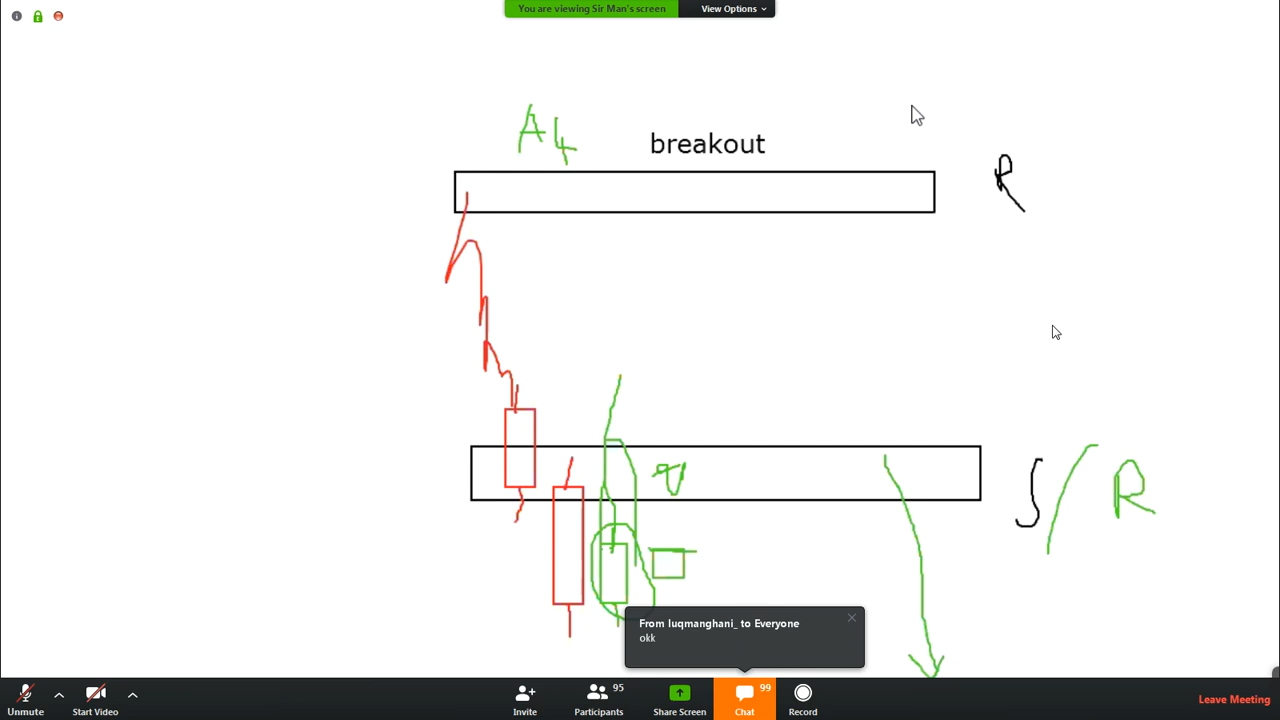 You are viewing Sir Man's screen
View Options
A4
breakout
R
S / R
From luqmanghani_ to Everyone
okk
Unmute
Start Video
Invite
95
Participants
Share Screen
99
Chat
Record
Leave Meeting